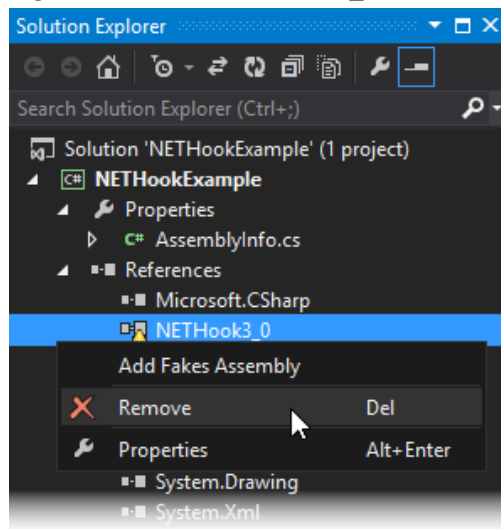 Solution Explorer
Search Solution Explorer (Ctrl+;)
Solution 'NETHookExample' (1 project)
C# NETHookExample
Properties
C# AssemblyInfo.cs
References
Microsoft.CSharp
NETHook3_0
Add Fakes Assembly
Remove Del
Properties Alt+Enter
System.Drawing
System.Xml